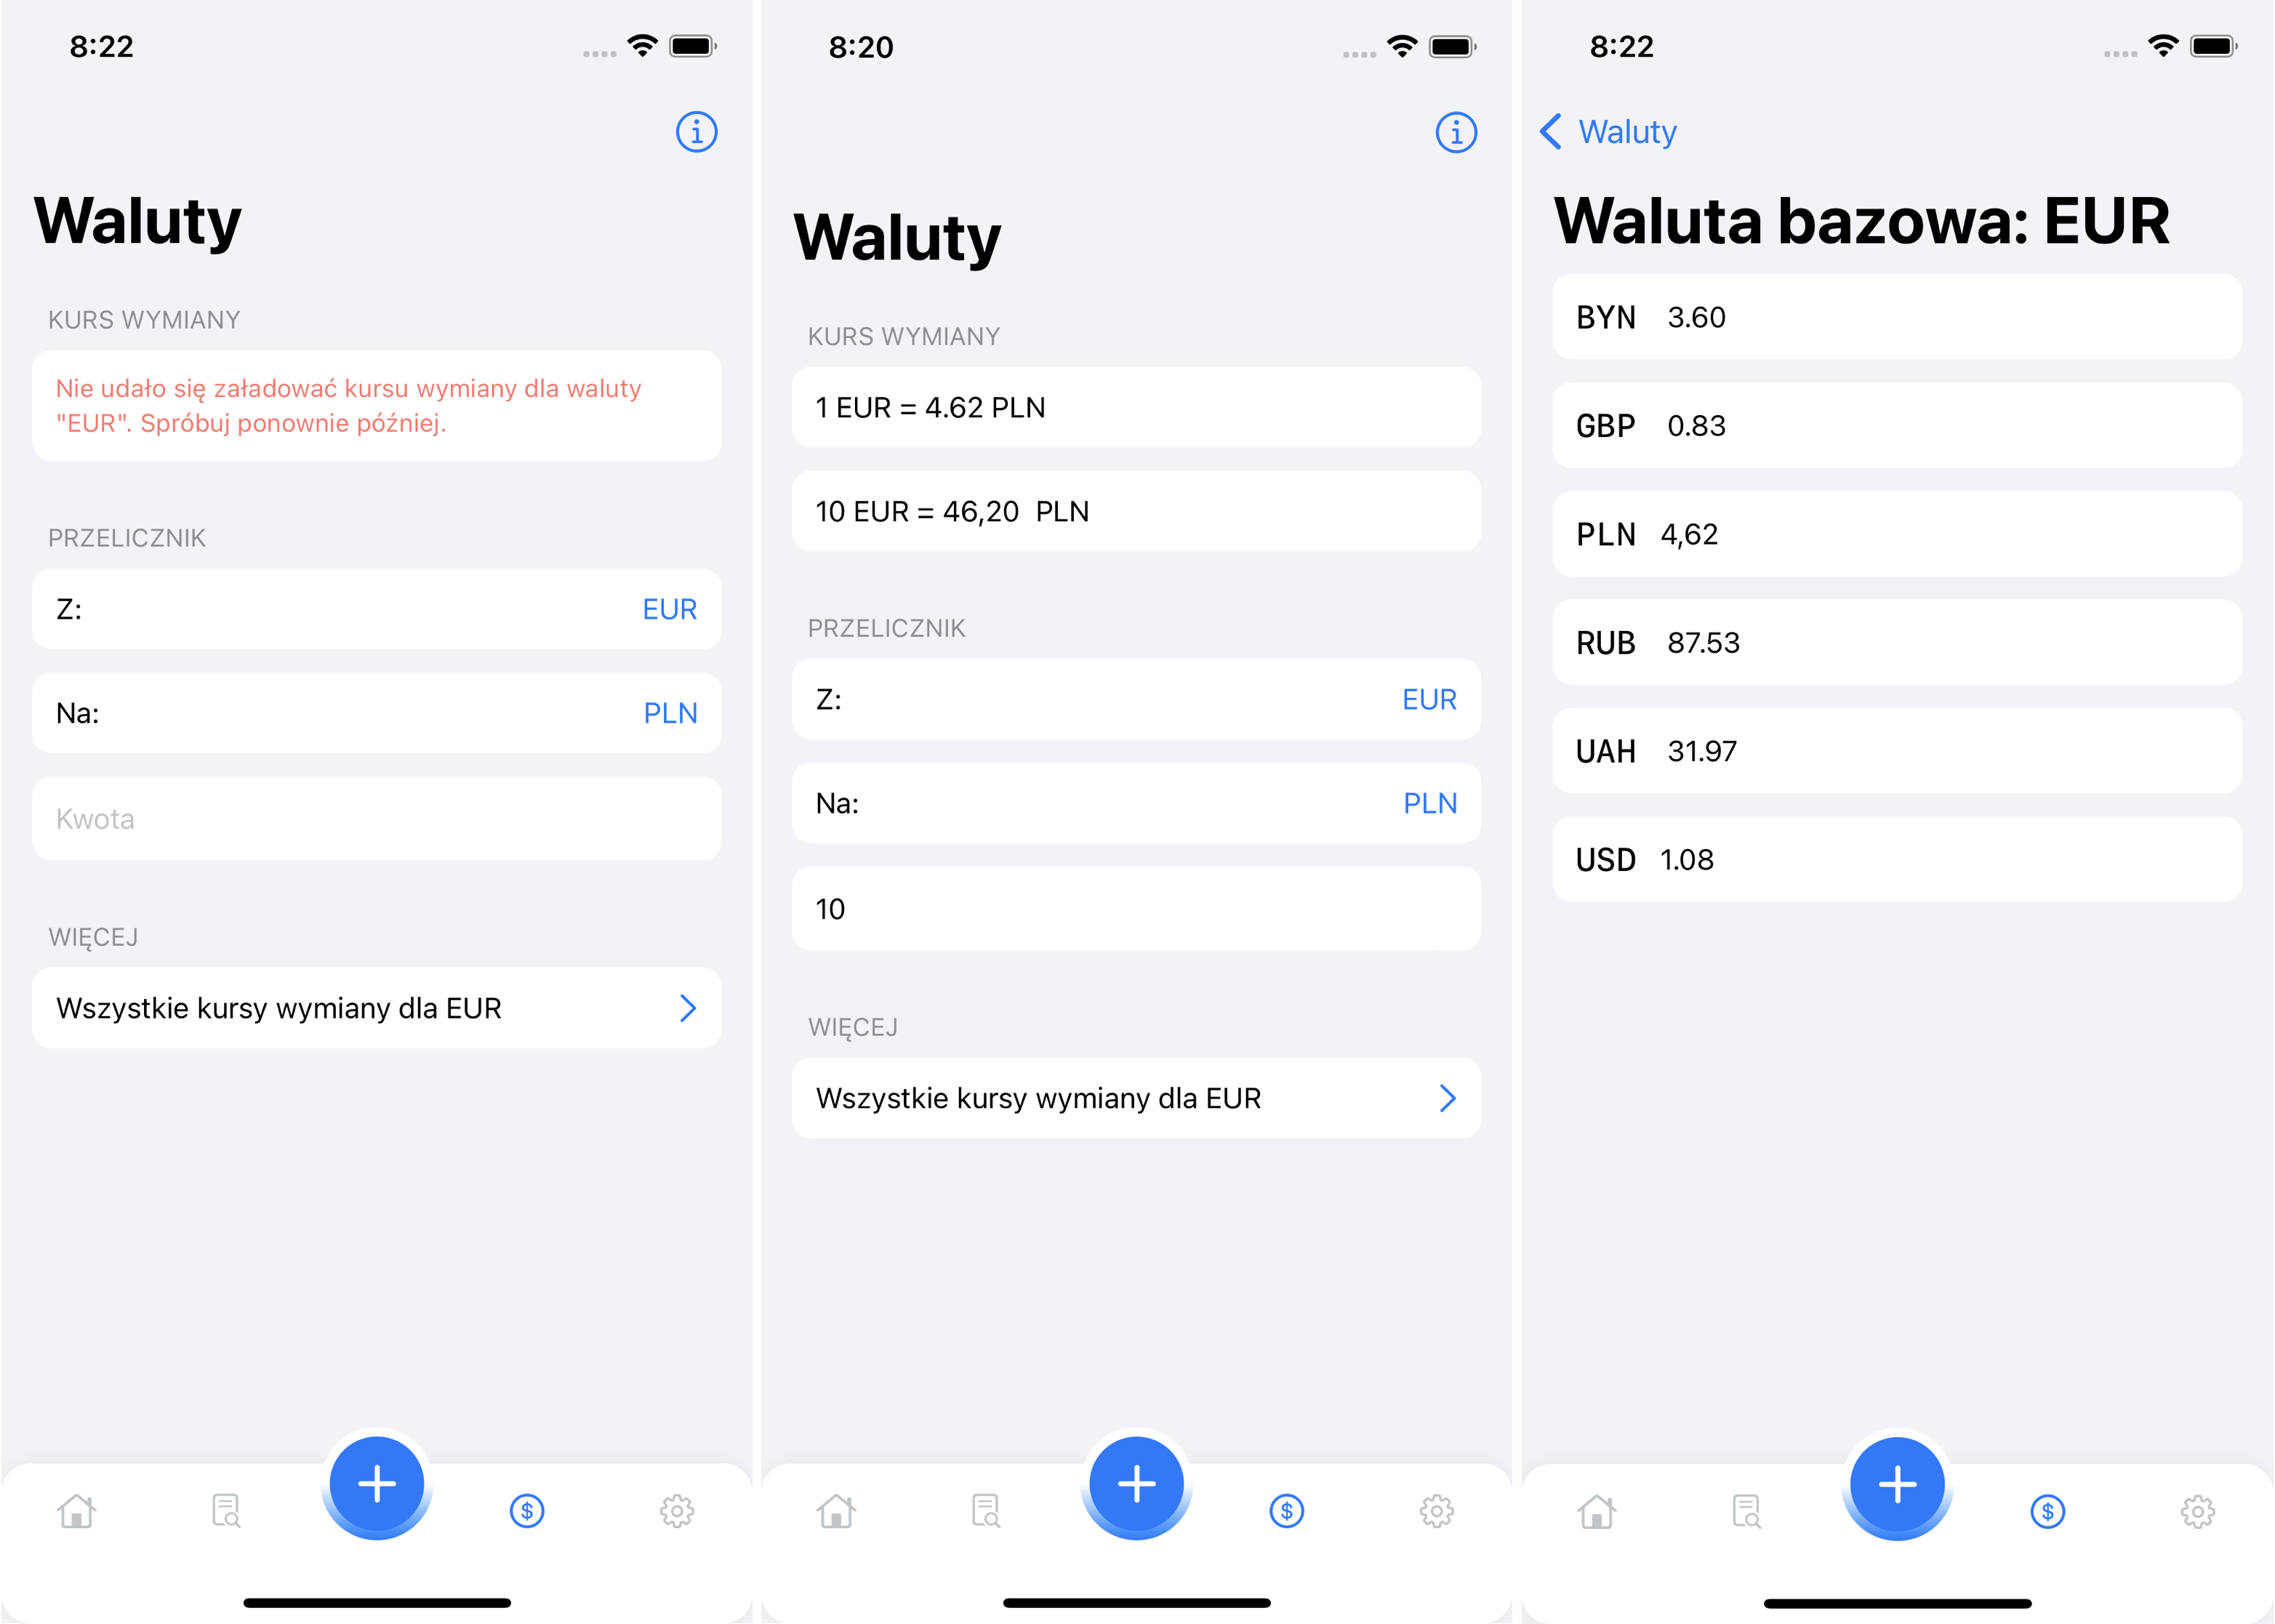 8:22
Waluty
KURS WYMIANY
Nie udało się załadować kursu wymiany dla waluty
"EUR". Spróbuj ponownie później.
PRZELICZNIK
Z: EUR
Na: PLN
Kwota
WIĘCEJ
Wszystkie kursy wymiany dla EUR
8:20
Waluty
KURS WYMIANY
1 EUR = 4.62 PLN
10 EUR = 46,20 PLN
PRZELICZNIK
Z: EUR
Na: PLN
10
WIĘCEJ
Wszystkie kursy wymiany dla EUR
8:22
Waluty
Waluta bazowa: EUR
BYN 3.60
GBP 0.83
PLN 4,62
RUB 87.53
UAH 31.97
USD 1.08